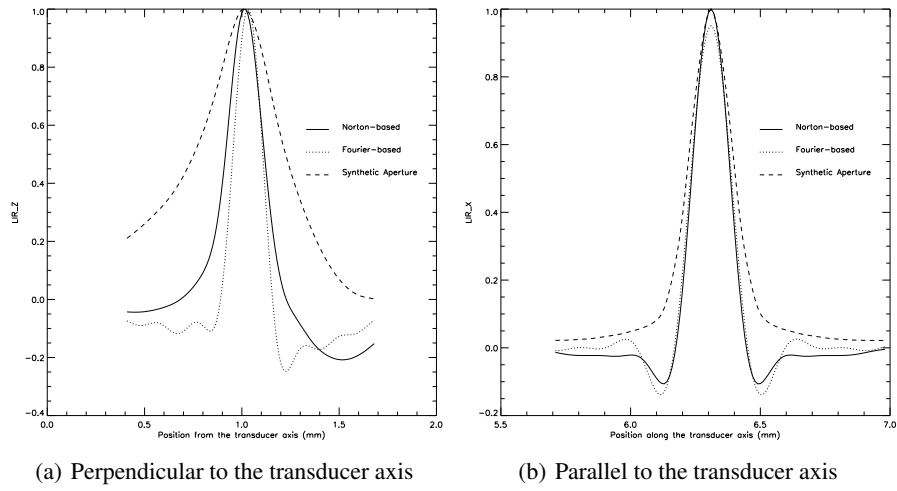 1.0
0.8
0.6
0.4
0.2
0.0
−0.2
−0.4
LIR_Z
0.0 0.5 1.0 1.5 2.0
Position from the transducer axis (mm)
Norton−based
Fourier−based
Synthetic Aperture
(a) Perpendicular to the transducer axis
1.0
0.8
0.6
0.4
0.2
0.0
−0.2
LIR_X
5.5 6.0 6.5 7.0
Position along the transducer axis (mm)
Norton−based
Fourier−based
Synthetic Aperture
(b) Parallel to the transducer axis